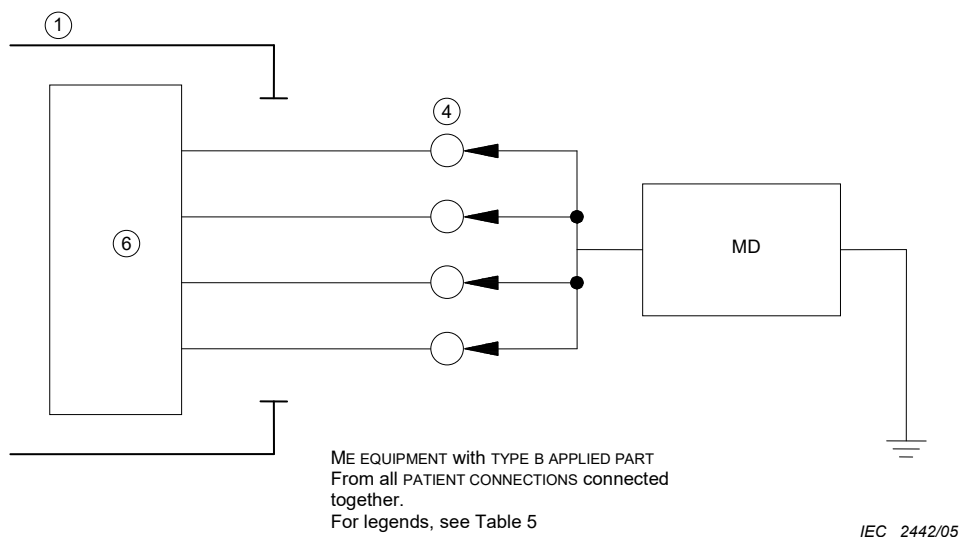 1
4
6
MD
ME EQUIPMENT with TYPE B APPLIED PART
From all PATIENT CONNECTIONS connected
together.
For legends, see Table 5
IEC 2442/05